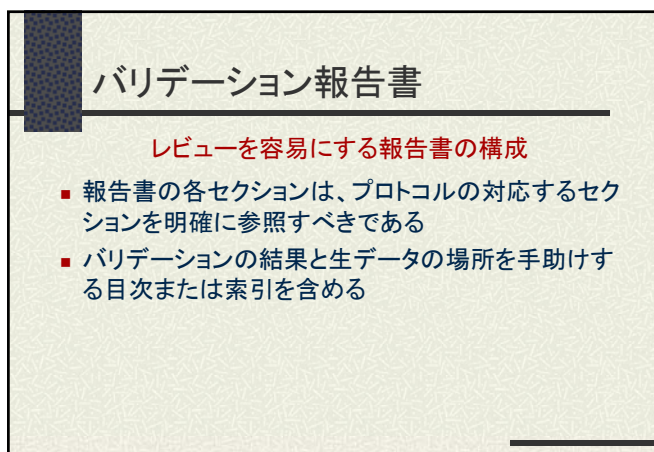 バリデーション報告書
レビューを容易にする報告書の構成
■ 報告書の各セクションは、プロトコルの対応するセク
ションを明確に参照すべきである
■ バリデーションの結果と生データの場所を手助けす
る目次または索引を含める